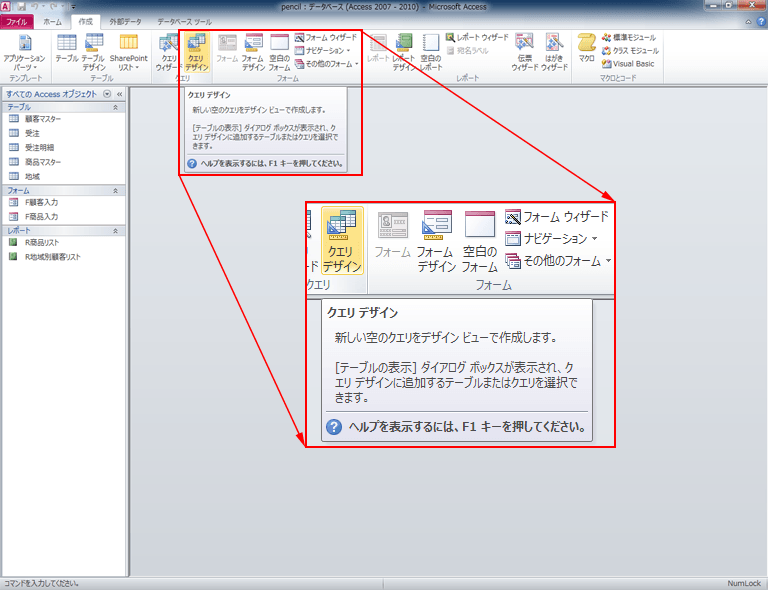 pencil : データベース (Access 2007 - 2010) - Microsoft Access
ファイル ホーム 作成 外部データ データベース ツール
アプリケーション パーツ
テンプレート
テーブル
テーブル デザイン
SharePoint リスト
テーブル
クエリ ウィザード
クエリ デザイン
クエリ
フォーム
フォーム デザイン
空白の フォーム
フォーム ウィザード
ナビゲーション
その他のフォーム
フォーム
レポート
レポート デザイン
空白の レポート
レポート ウィザード
宛名ラベル
伝票 ウィザード
はがき ウィザード
レポート
マクロ
標準モジュール
クラス モジュール
Visual Basic
マクロとコード
すべての Access オブジェクト
テーブル
顧客マスター
受注
受注明細
商品マスター
地域
フォーム
F顧客入力
F商品入力
レポート
R商品リスト
R地域別顧客リスト
クエリ デザイン
新しい空のクエリをデザイン ビューで作成します。
[テーブルの表示] ダイアログ ボックスが表示され、ク
エリ デザインに追加するテーブルまたはクエリを選択で
きます。
ヘルプを表示するには、F1 キーを押してください。
クエリ
デザイン
ド
クエリ
フォーム
フォーム
デザイン
空白の
フォーム
フォーム ウィザード
ナビゲーション
その他のフォーム
フォーム
クエリ デザイン
新しい空のクエリをデザイン ビューで作成します。
[テーブルの表示] ダイアログ ボックスが表示され、ク
エリ デザインに追加するテーブルまたはクエリを選択で
きます。
ヘルプを表示するには、F1 キーを押してください。
コマンドを入力してください。
NumLock